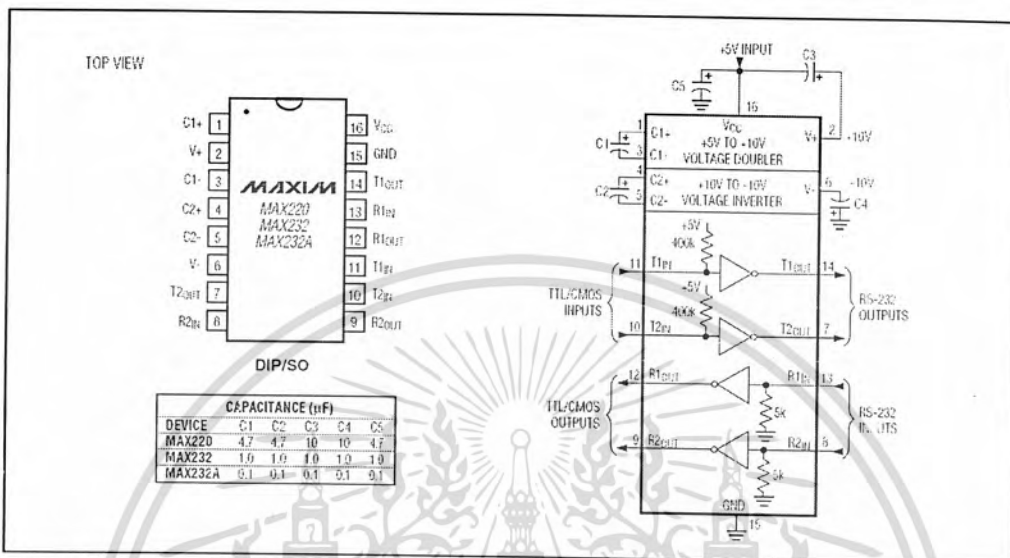 TOP VIEW
C1+ 1
V+ 2
C1- 3
C2+ 4
C2- 5
V- 6
T2OUT 7
R2IN 8
16 VCC
15 GND
14 T1OUT
13 R1IN
12 R1OUT
11 T1IN
10 T2IN
9 R2OUT
MAXIM
MAX220
MAX232
MAX232A
DIP/SO
CAPACITANCE (µF)
DEVICE C1 C2 C3 C4 C5
MAX220 4.7 4.7 10 10 4.7
MAX232 1.0 1.0 1.0 1.0 1.0
MAX232A 0.1 0.1 0.1 0.1 0.1
+5V INPUT
C3
C5
16
1 C1+
C1
3 C1-
VCC
+5V TO +10V
VOLTAGE DOUBLER
V+ 2 +10V
4 C2+
C2
5 C2-
+10V TO -10V
VOLTAGE INVERTER
V- 6 -10V
C4
+5V
400k
11 T1IN
T1OUT 14
+5V
400k
TTL/CMOS
INPUTS
RS-232
OUTPUTS
10 T2IN
T2OUT 7
12 R1OUT
R1IN 13
5k
TTL/CMOS
OUTPUTS
RS-232
INPUTS
9 R2OUT
R2IN 8
5k
GND
15